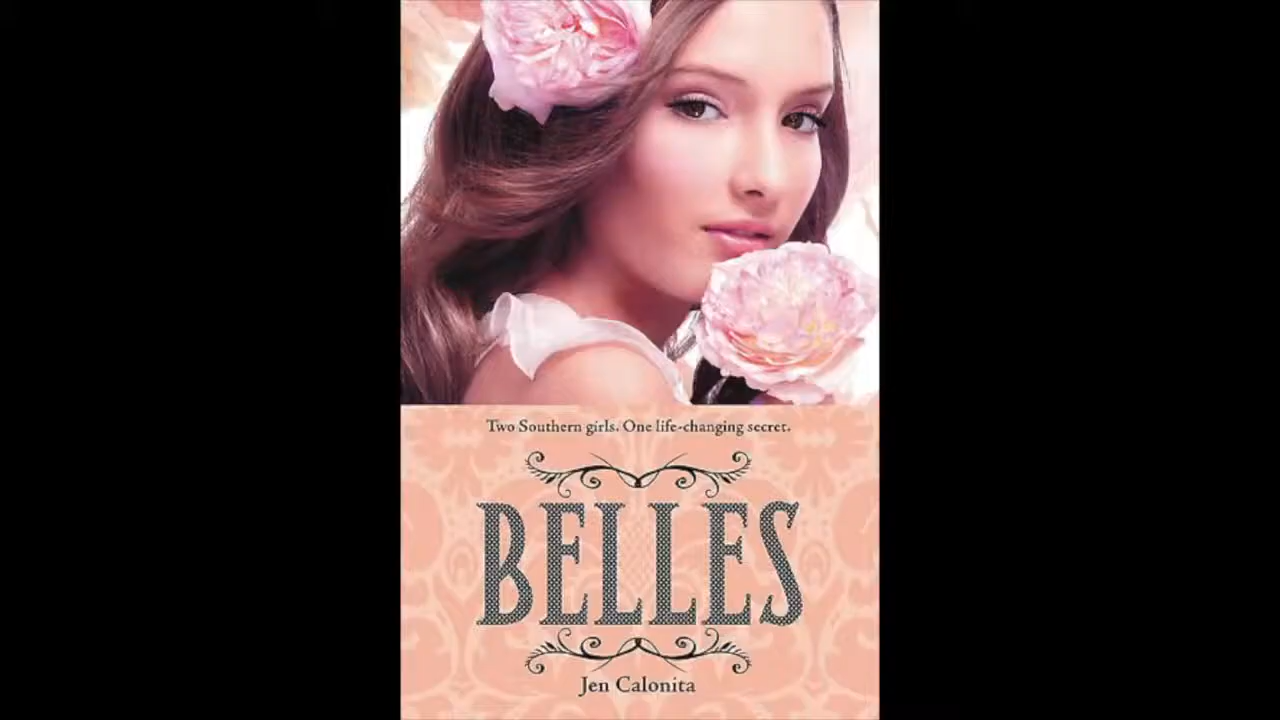 Two Southern girls. One life-changing secret.
BELLES
Jen Calonita